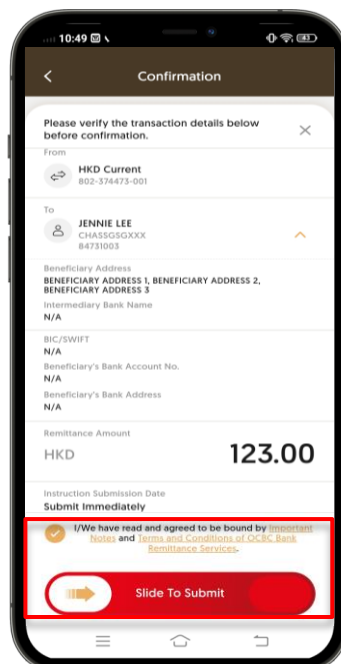 10:49
Confirmation
Please verify the transaction details below
before confirmation.
From
HKD Current
802-374473-001
To
JENNIE LEE
CHASSGSGXXX
84731003
Beneficiary Address
BENEFICIARY ADDRESS 1, BENEFICIARY ADDRESS 2,
BENEFICIARY ADDRESS 3
Intermediary Bank Name
N/A
BIC/SWIFT
N/A
Beneficiary's Bank Account No.
N/A
Beneficiary's Bank Address
N/A
Remittance Amount
HKD 123.00
Instruction Submission Date
Submit Immediately
I/We have read and agreed to be bound by Important
Notes and Terms and Conditions of OCBC Bank
Remittance Services.
Slide To Submit